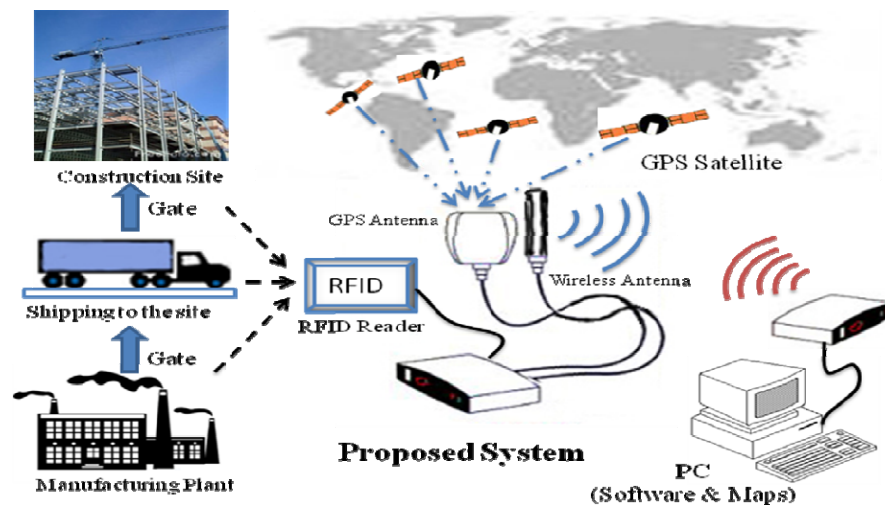 Construction Site
Gate
Shipping to the site
Gate
Manufacturing Plant
GPS Satellite
GPS Antenna
Wireless Antenna
RFID
RFID Reader
Proposed System
PC
(Software & Maps)